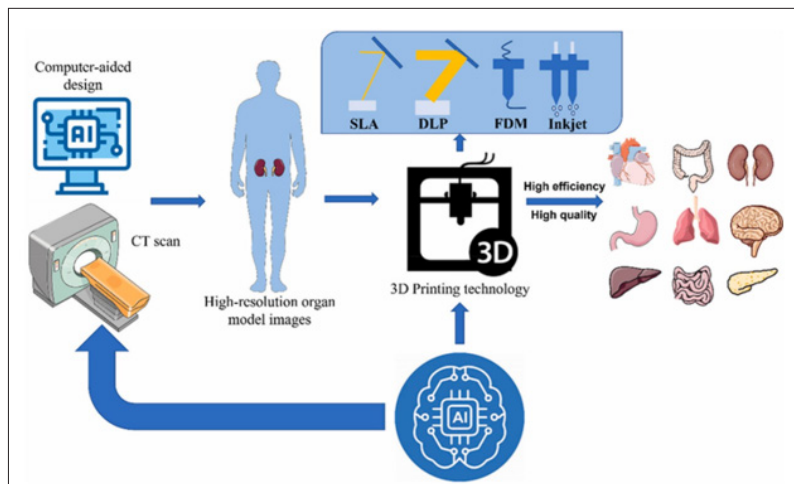 Computer-aided
design
AI
CT scan
High-resolution organ
model images
SLA
DLP
FDM
Inkjet
3D
3D Printing technology
High efficiency
High quality
AI